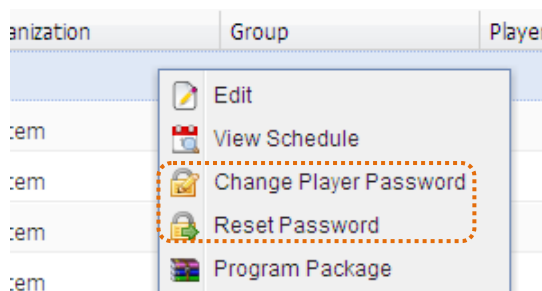 anization Group Playe
Edit
tem View Schedule
tem Change Player Password
tem Reset Password
tem Program Package